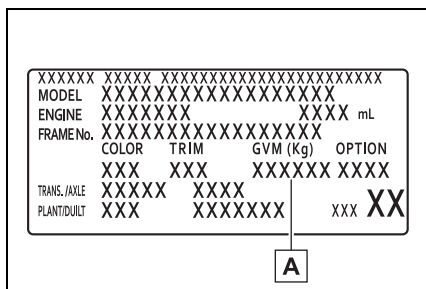 XXXXXX XXXXX XXXXXXXXXXXXXXXXXXXXXXX
MODEL XXXXXXXXXXXXXXXXX
ENGINE XXXXXXX XXXX mL
FRAME No. XXXXXXXXXXXXXXXXX
COLOR TRIM GVM (Kg) OPTION
XXX XXX XXXXXX XXXX
TRANS./AXLE XXXXX XXXX
PLANT/DUILT XXX XXXXXXX XXX XX
A